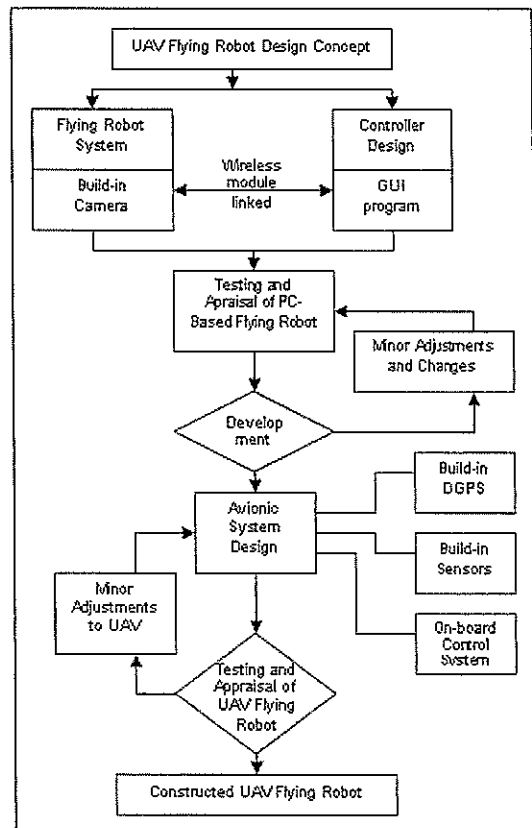 UAV Flying Robot Design Concept
Flying Robot
System
Build-in
Camera
Wireless
module
linked
Controller
Design
GUI
program
Testing and
Apraisal of PC-
Based Flying Robot
Minor Adjustments
and Changes
Develop
ment
Avionic
System
Design
Build-in
DGPS
Build-in
Sensors
On-board
Control
System
Minor
Adjustments
to UAV
Testing and
Appraisal of
UAV Flying
Robot
Constructed UAV Flying Robot